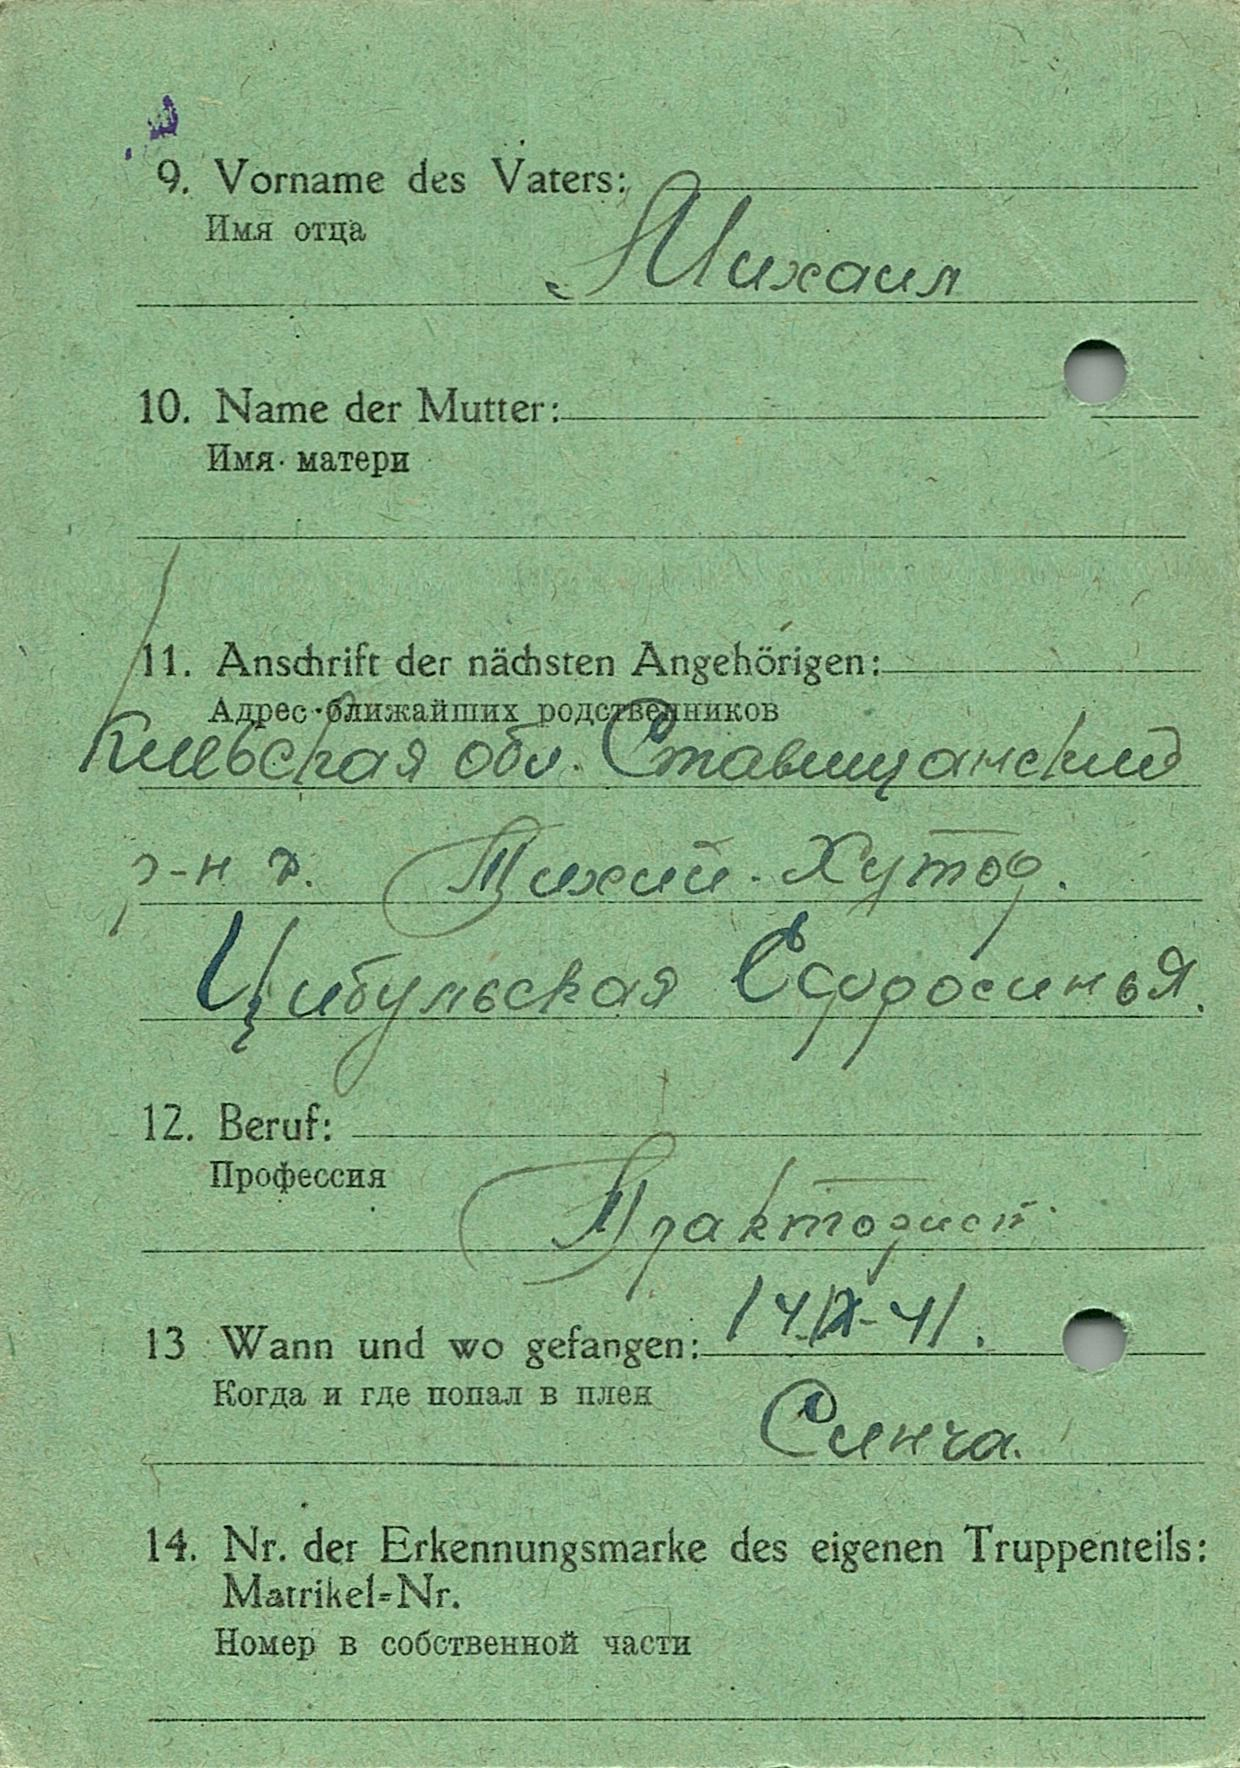 9. Vorname des Vaters:
Имя отца
Михаил
10. Name der Mutter:
Имя матери
11. Anschrift der nächsten Angehörigen:
Адрес ближайших родственников
Киевская обл. Ставищанский
р-н д. Тихий-Хутор.
Цибульская Ефросинья.
12. Beruf:
Профессия
Тракторист
13 Wann und wo gefangen: 14/IX-41.
Когда и где попал в плен
Синча.
14. Nr. der Erkennungsmarke des eigenen Truppenteils:
Matrikel=Nr.
Номер в собственной части